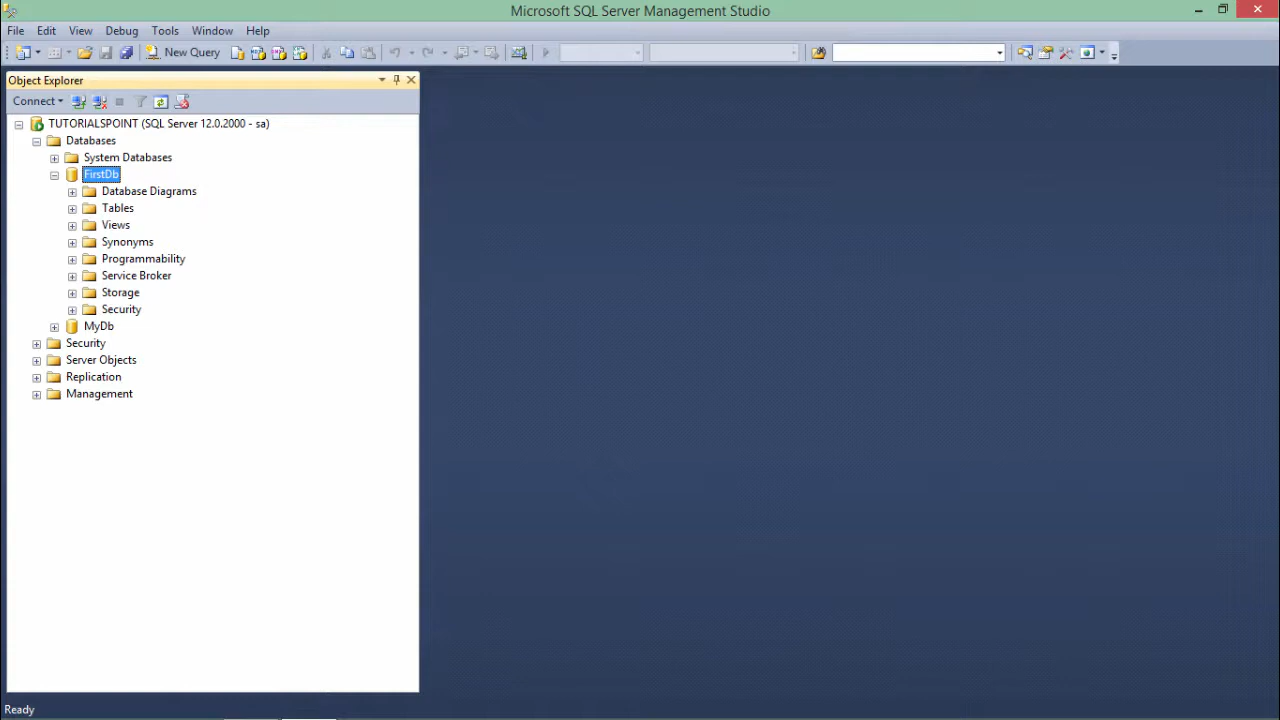 Microsoft SQL Server Management Studio
File Edit View Debug Tools Window Help
New Query
Object Explorer
Connect
TUTORIALSPOINT (SQL Server 12.0.2000 - sa)
Databases
System Databases
FirstDb
Database Diagrams
Tables
Views
Synonyms
Programmability
Service Broker
Storage
Security
MyDb
Security
Server Objects
Replication
Management
Ready